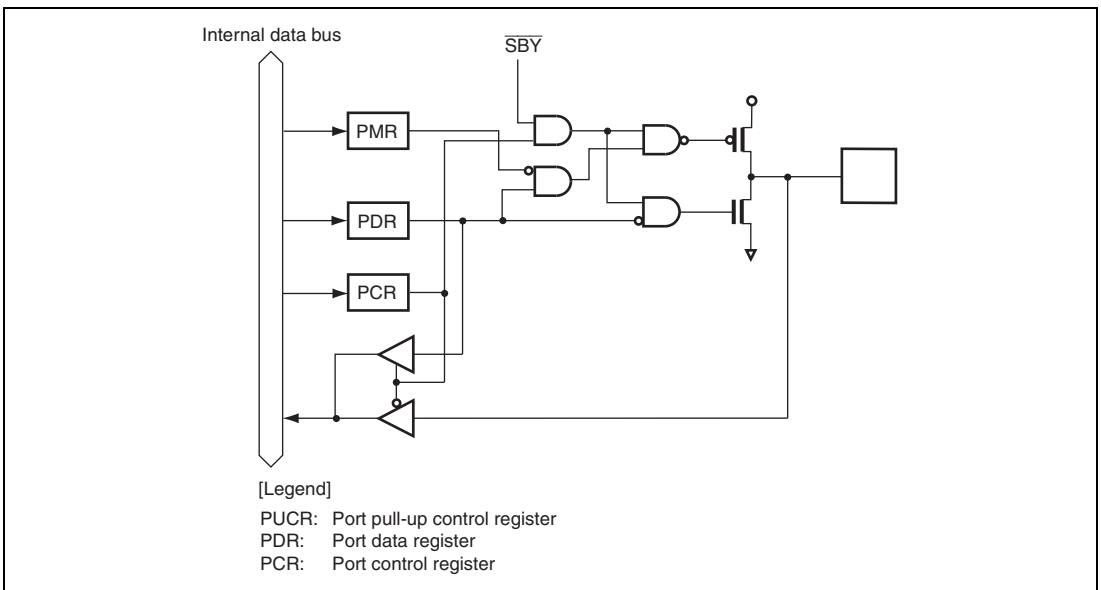 Internal data bus
SBY
PMR
PDR
PCR
[Legend]
PUCR: Port pull-up control register
PDR: Port data register
PCR: Port control register